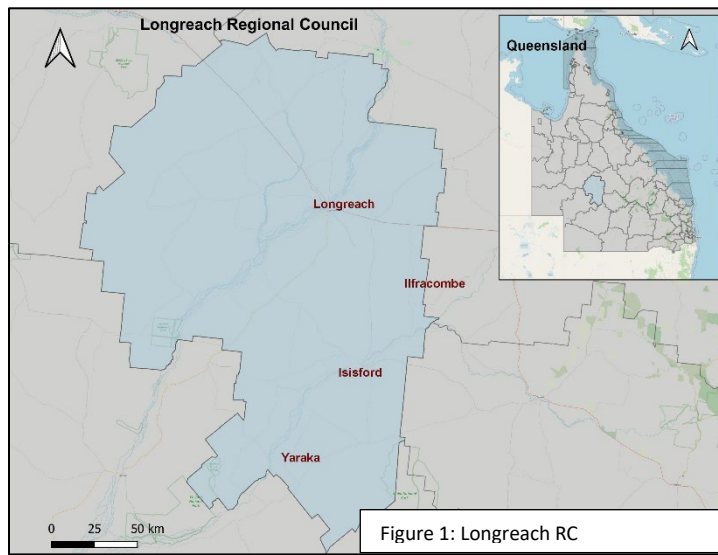 Longreach Regional Council
Queensland
Longreach
Ilfracombe
Isisford
Yaraka
0 25 50 km
Figure 1: Longreach RC